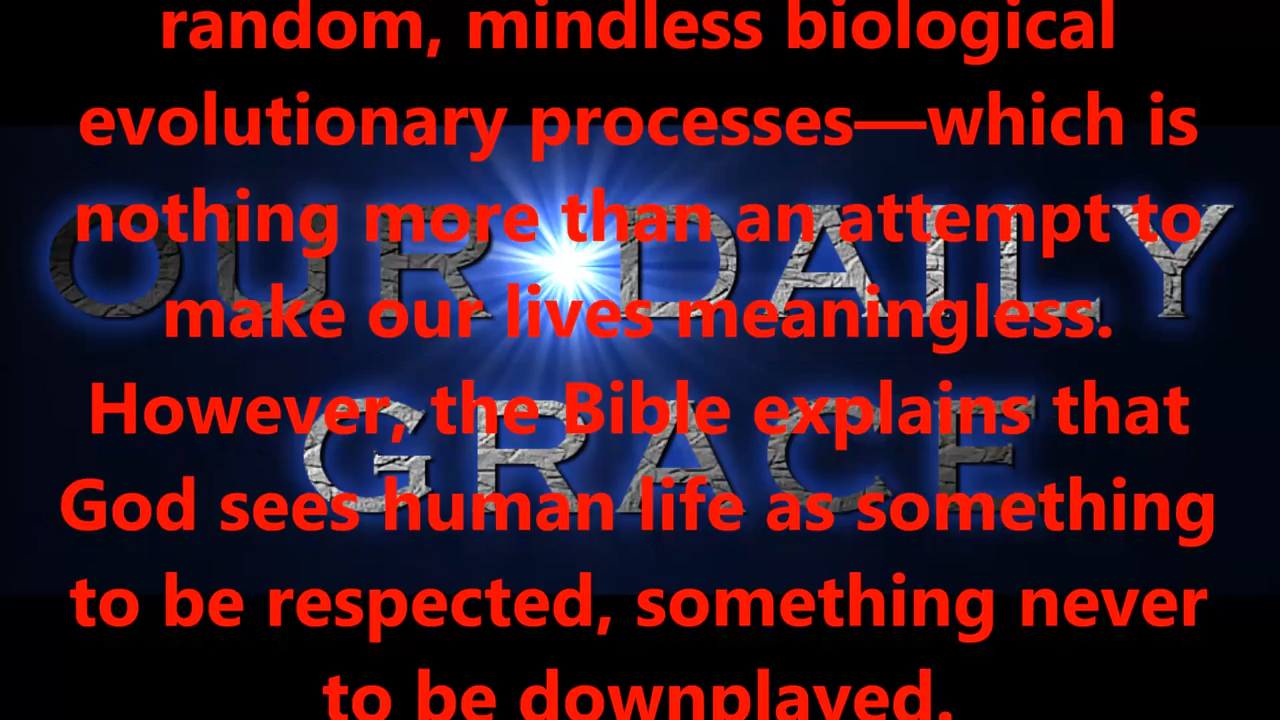 random, mindless biological
evolutionary processes—which is
nothing more than an attempt to
make our lives meaningless.
However, the Bible explains that
God sees human life as something
to be respected, something never
to be downplayed.
OUR DAILY
GRACE